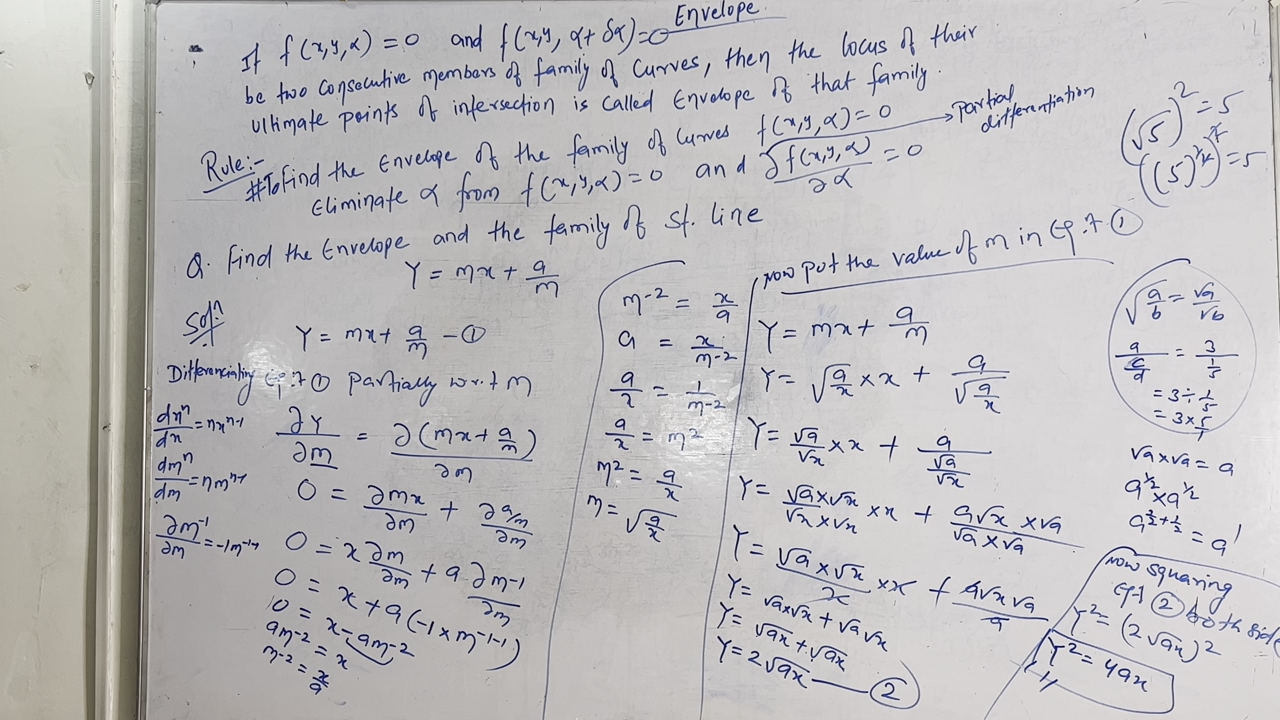 Envelope.
If f(x,y,α)=0 and f(x,y, α+δα)=0
be two consecutive members of family of curves, then the locus of their
ultimate points of intersection is called Envelope of that family.
Rule:-
#To find the Envelope of the family of curves f(x,y,α)=0
Eliminate α from f(x,y,α)=0 and ∂f(x,y,α)/∂α = 0
→ partial differentiation
(√5)² = 5
((5)^1/2)^2 = 5
Q. Find the Envelope and the family of St. line
Y = mx + a/m
Solⁿ
Y = mx + a/m - ①
Differenciating eq.? ① partially w.r.t m
dxⁿ/dx = nxⁿ⁻¹
dmⁿ/dm = nmⁿ⁻¹
∂m⁻¹/∂m = -1m⁻¹⁻¹
∂Y/∂m = ∂(mx + a/m)/∂m
0 = ∂mx/∂m + ∂a/m/∂m
0 = x ∂m/∂m + a ∂m-1/∂m
0 = x + a(-1 × m⁻¹⁻¹)
0 = x - am⁻²
am⁻² = x
m⁻² = x/a
m⁻² = x/a
a = x/m-2
a/x = 1/m-2
a/x = m²
m² = a/x
m = √(a/x)
now put the value of m in Eq.? ①
Y = mx + a/m
Y = √(a/x) × x + a/√(a/x)
Y = √a/√x × x + a/(√a/√x)
Y = √a×√x/√x×√x × x + a√x × √a/√a×√a
Y = √a×√x/x × x + a√x √a/a
Y = √a×√x + √a√x
Y = √ax + √ax
Y = 2√ax — ②
√(a/b) = √a/√b
= 3/(1/5)
= 3÷1/5
= 3×5/1
√a×√a = a
a^1/2 × a^1/2
a^1/2+1/2 = a¹
now squaring
eq.? ② both side
Y² = (2√ax)²
Y² = 4ax